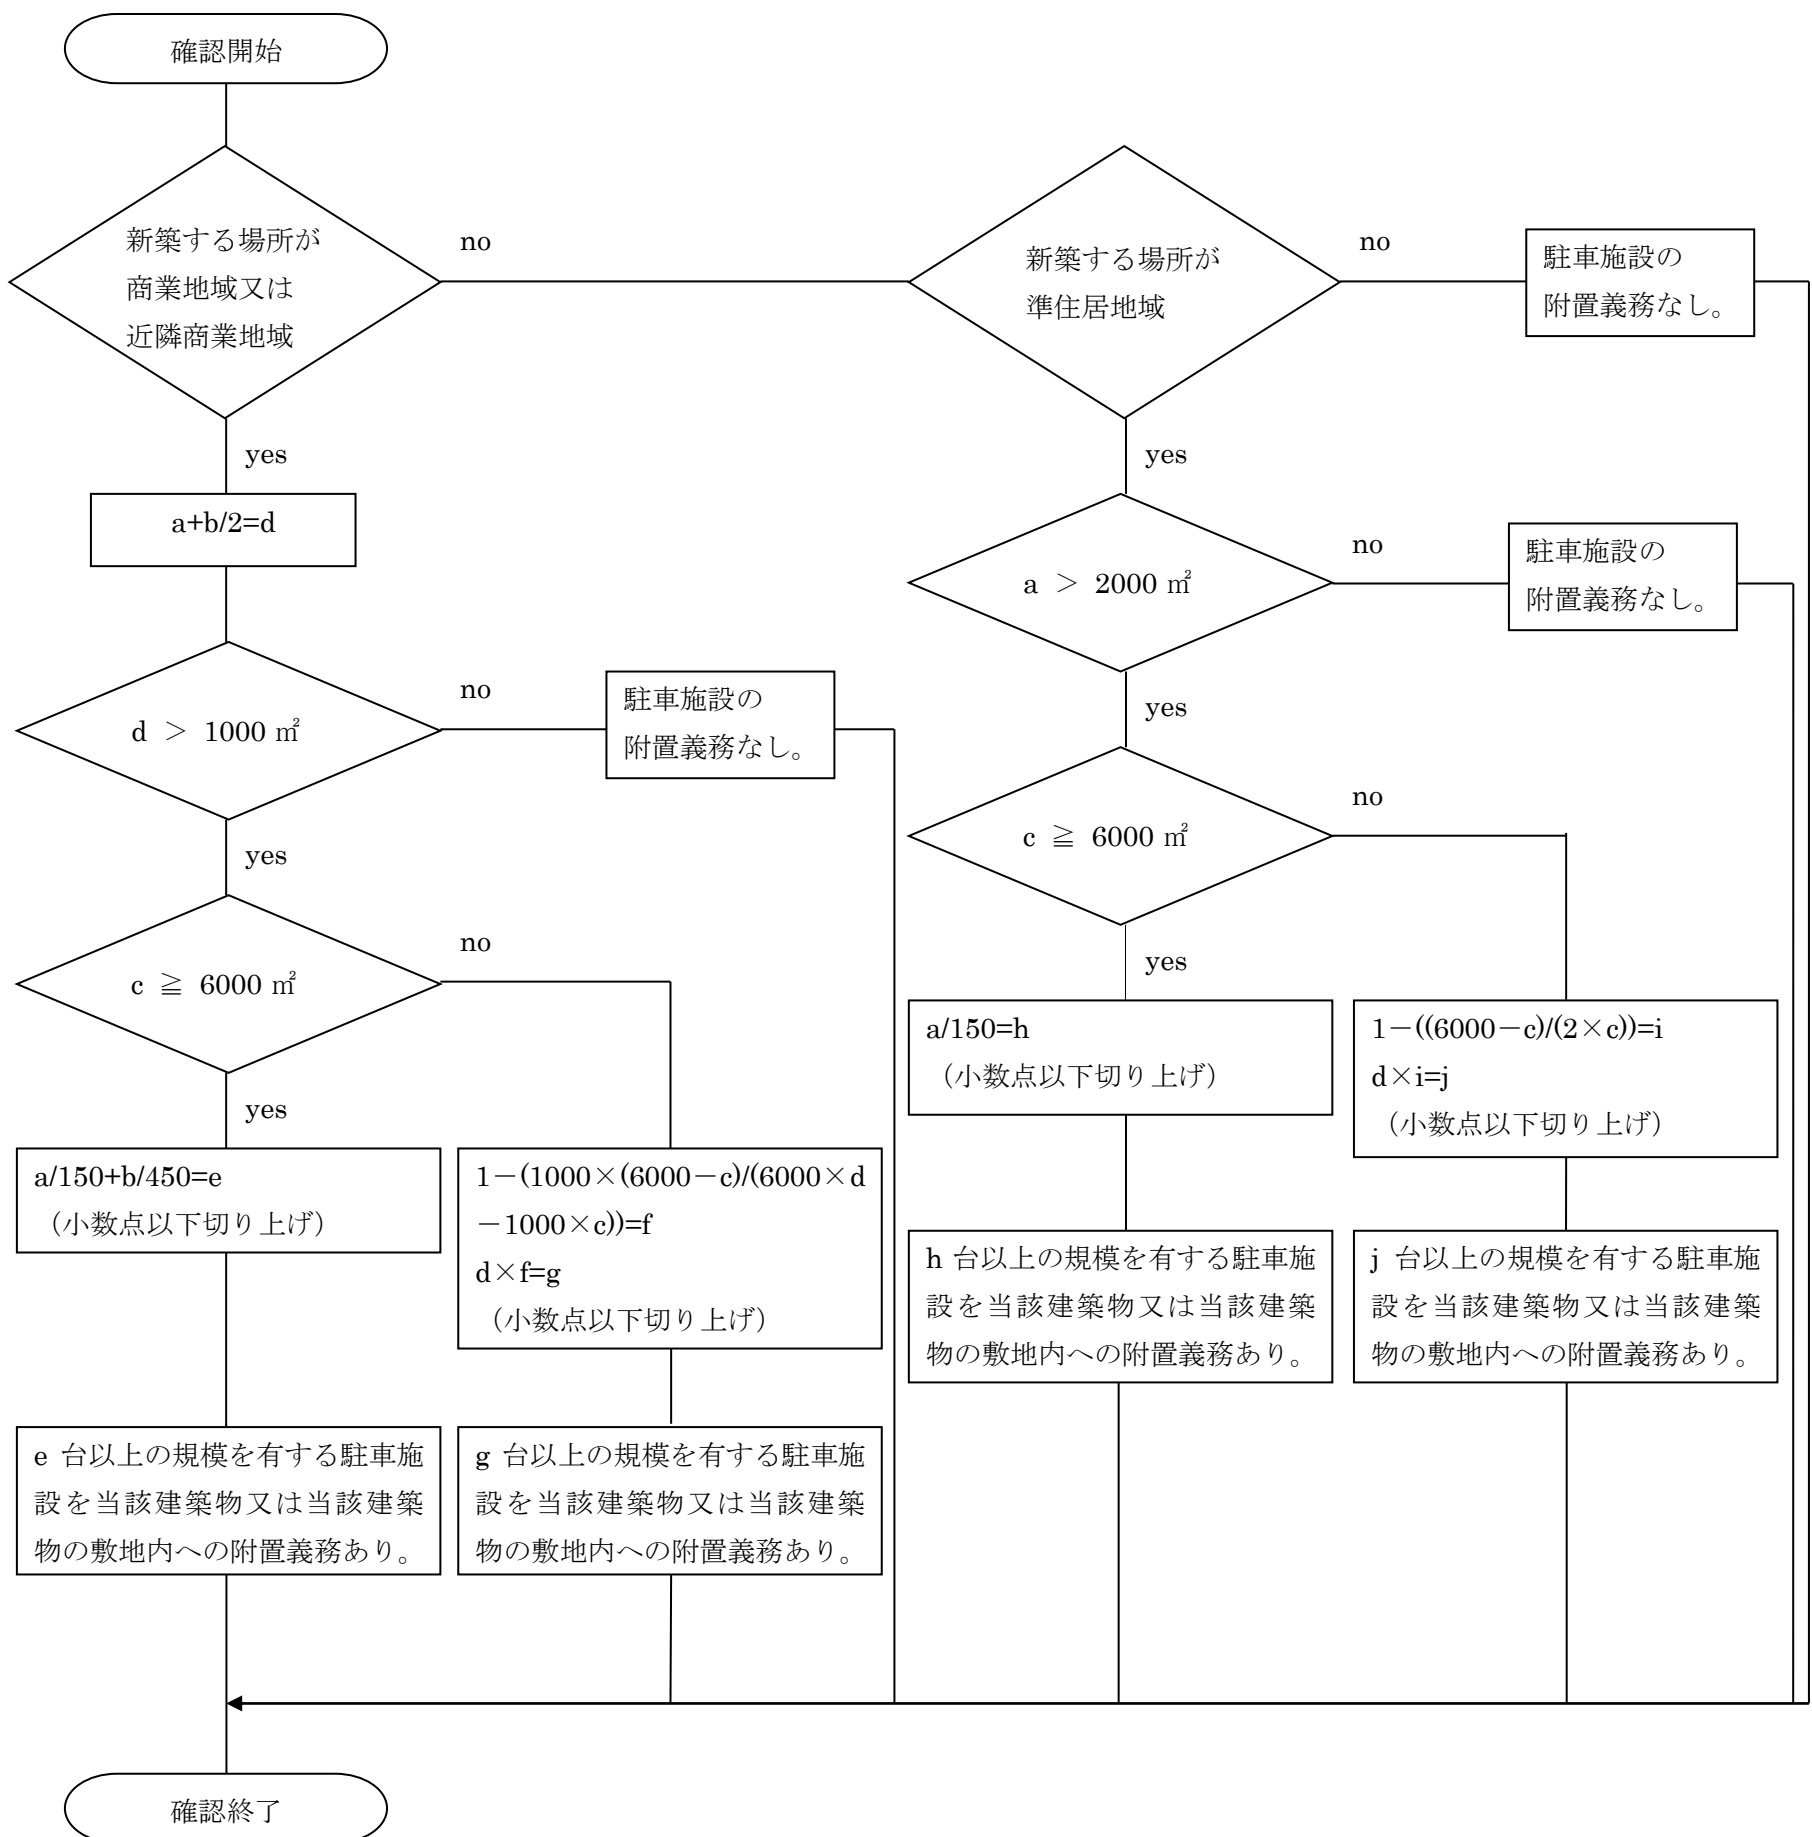 確認開始
新築する場所が
商業地域又は
近隣商業地域
no
新築する場所が
準住居地域
no
駐車施設の
附置義務なし。
yes
yes
a+b/2=d
a > 2000 ㎡
no
駐車施設の
附置義務なし。
d > 1000 ㎡
no
駐車施設の
附置義務なし。
yes
c ≧ 6000 ㎡
no
yes
c ≧ 6000 ㎡
no
yes
a/150=h
（小数点以下切り上げ）
1－((6000－c)/(2×c))=i
d×i=j
（小数点以下切り上げ）
yes
a/150+b/450=e
（小数点以下切り上げ）
1－(1000×(6000－c)/(6000×d
－1000×c))=f
d×f=g
（小数点以下切り上げ）
h 台以上の規模を有する駐車施
設を当該建築物又は当該建築
物の敷地内への附置義務あり。
j 台以上の規模を有する駐車施
設を当該建築物又は当該建築
物の敷地内への附置義務あり。
e 台以上の規模を有する駐車施
設を当該建築物又は当該建築
物の敷地内への附置義務あり。
g 台以上の規模を有する駐車施
設を当該建築物又は当該建築
物の敷地内への附置義務あり。
確認終了